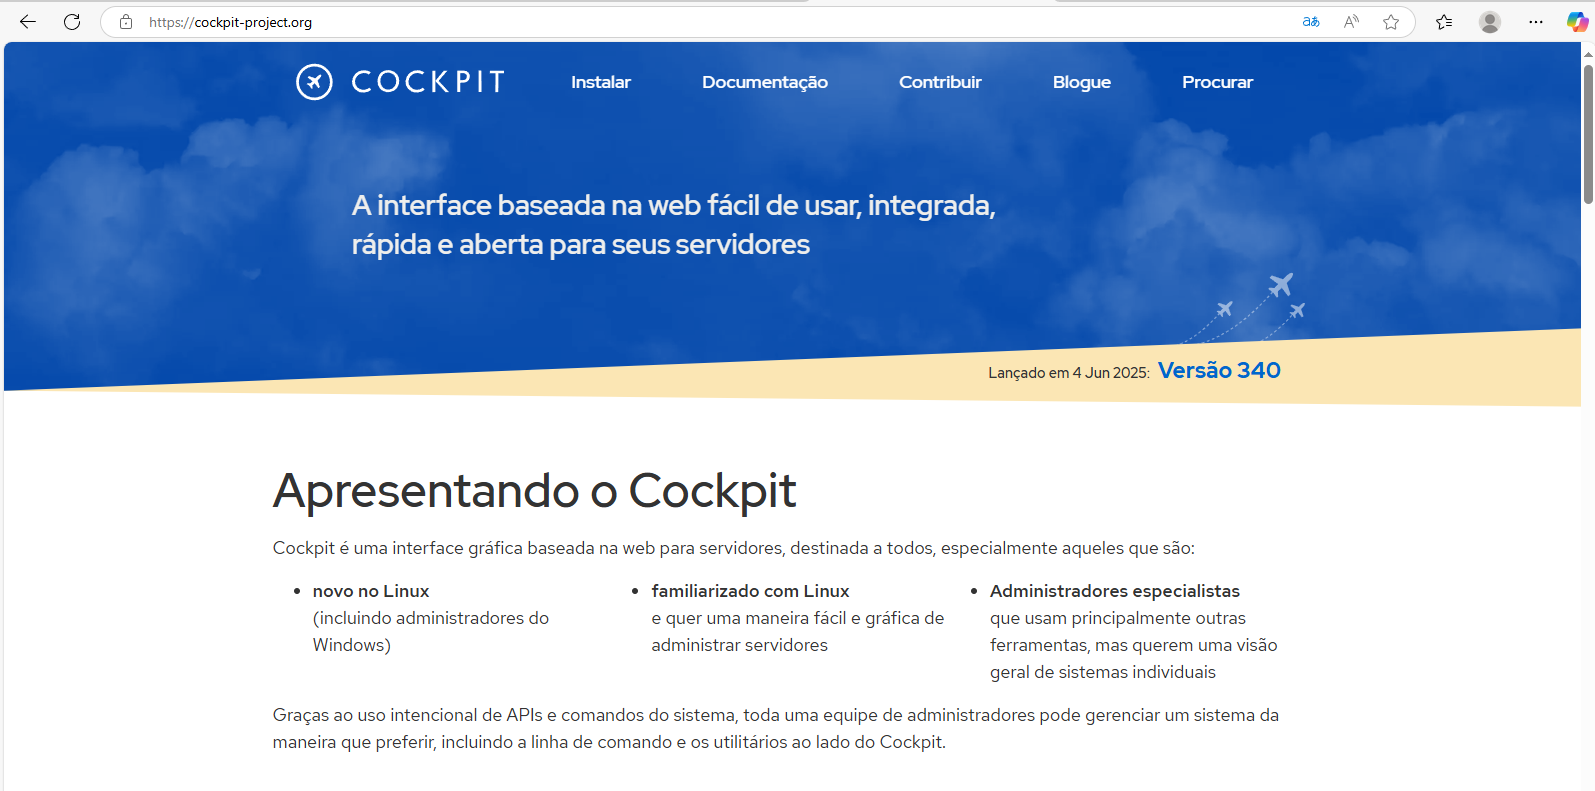 https://cockpit-project.org
COCKPIT
Instalar
Documentação
Contribuir
Blogue
Procurar
A interface baseada na web fácil de usar, integrada,
rápida e aberta para seus servidores
Lançado em 4 Jun 2025: Versão 340
Apresentando o Cockpit
Cockpit é uma interface gráfica baseada na web para servidores, destinada a todos, especialmente aqueles que são:
novo no Linux
(incluindo administradores do
Windows)
familiarizado com Linux
e quer uma maneira fácil e gráfica de
administrar servidores
Administradores especialistas
que usam principalmente outras
ferramentas, mas querem uma visão
geral de sistemas individuais
Graças ao uso intencional de APIs e comandos do sistema, toda uma equipe de administradores pode gerenciar um sistema da
maneira que preferir, incluindo a linha de comando e os utilitários ao lado do Cockpit.